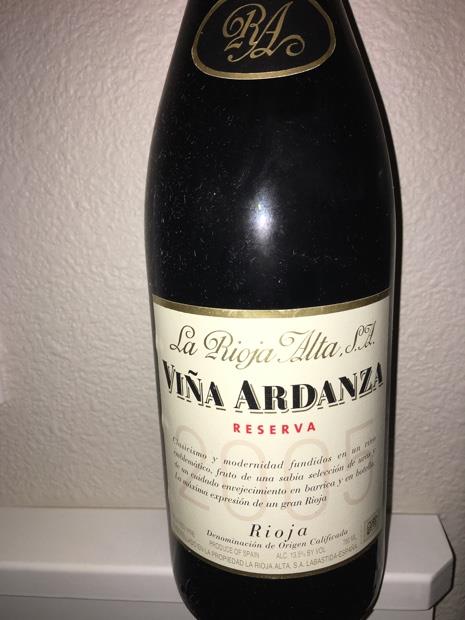 RA
La Rioja Alta, S.A.
VIÑA ARDANZA
RESERVA
2005
Clasicismo y modernidad fundidos en un vino
emblemático, fruto de una sabia selección de uvas y
de un cuidado envejecimiento en barrica y en botella.
La máxima expresión de un gran Rioja
Rioja
Denominación de Origen Calificada
WINE PRODUCE OF SPAIN ALC. 13.5% BY VOL 750 ML
EN LA PROPIEDAD LA RIOJA ALTA, S.A. LABASTIDA-ESPAÑA